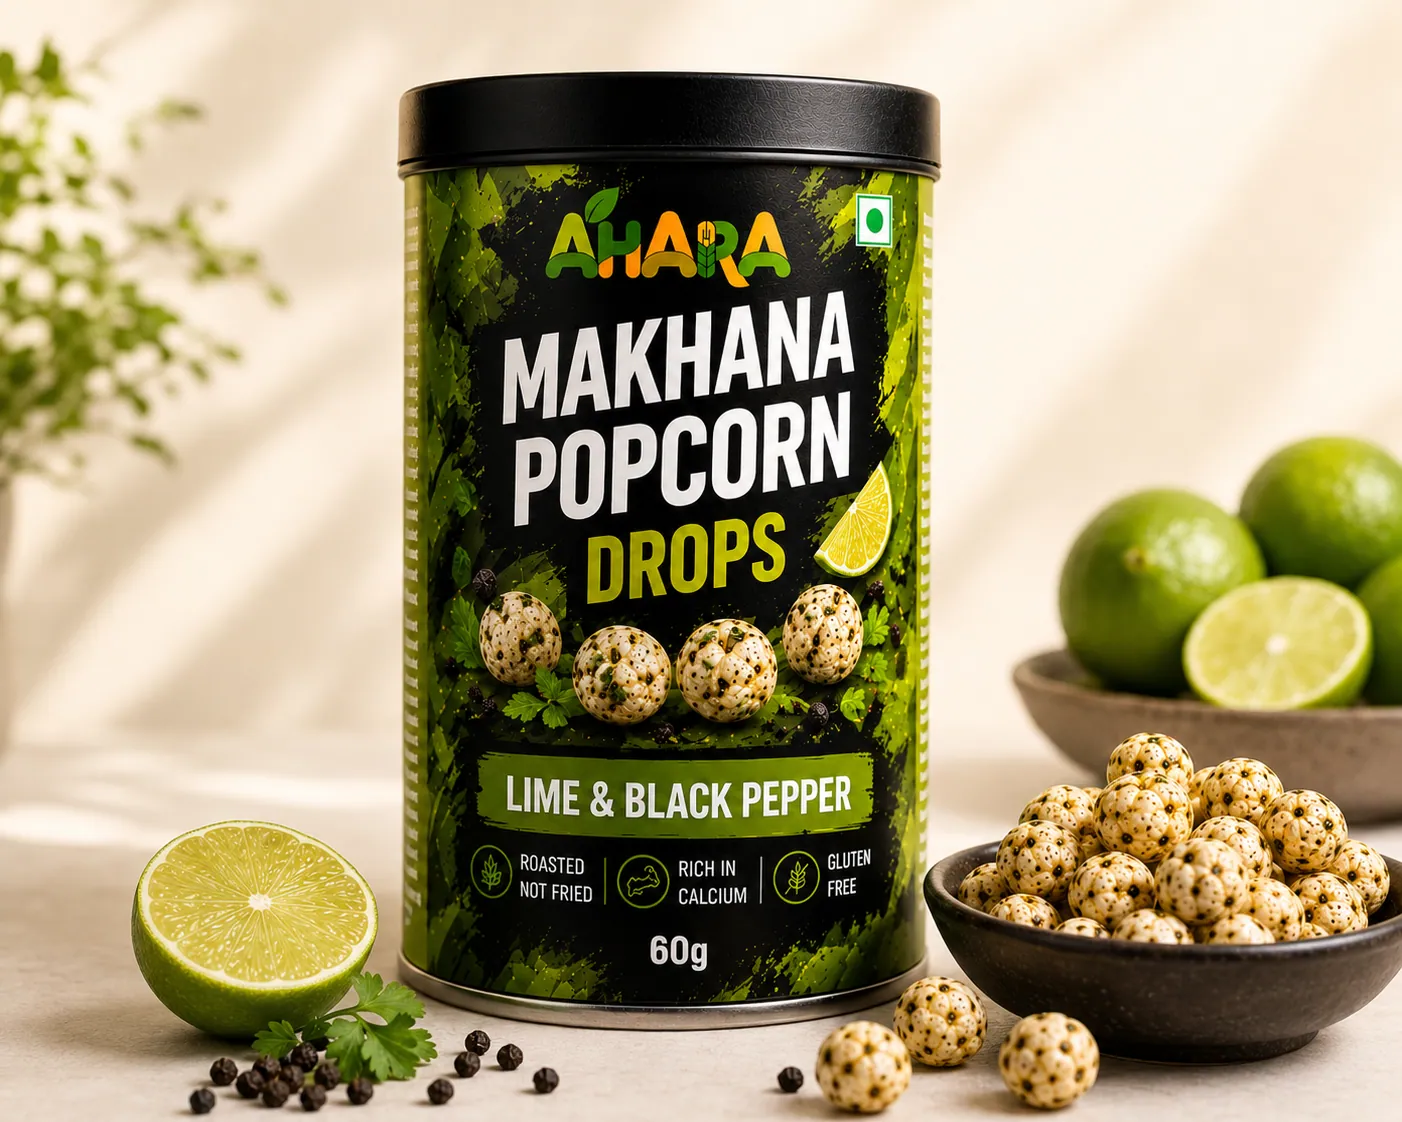 AHARA
MAKHANA
POPCORN
DROPS
LIME & BLACK PEPPER
ROASTED
NOT FRIED
RICH IN
CALCIUM
GLUTEN
FREE
60g